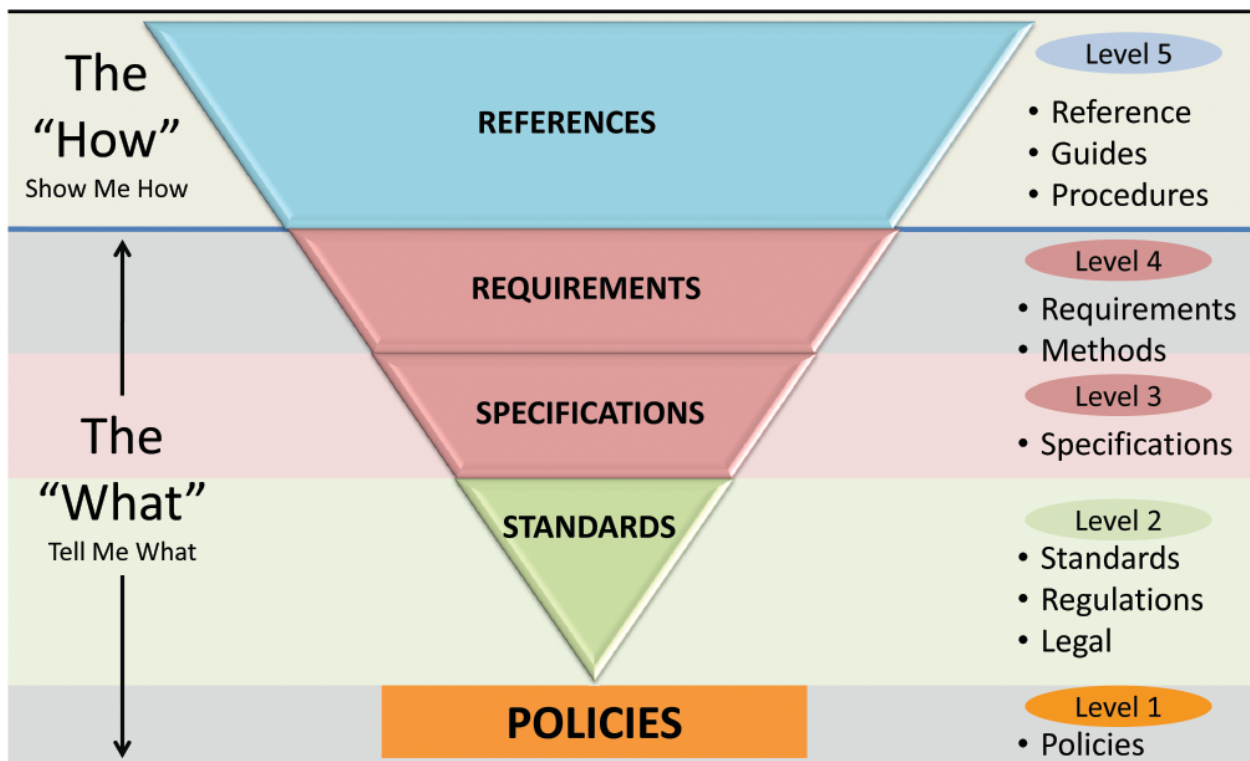 The
“How”
Show Me How
REFERENCES
Level 5
• Reference
• Guides
• Procedures
REQUIREMENTS
Level 4
• Requirements
• Methods
The
“What”
Tell Me What
SPECIFICATIONS
Level 3
• Specifications
STANDARDS
Level 2
• Standards
• Regulations
• Legal
POLICIES
Level 1
• Policies